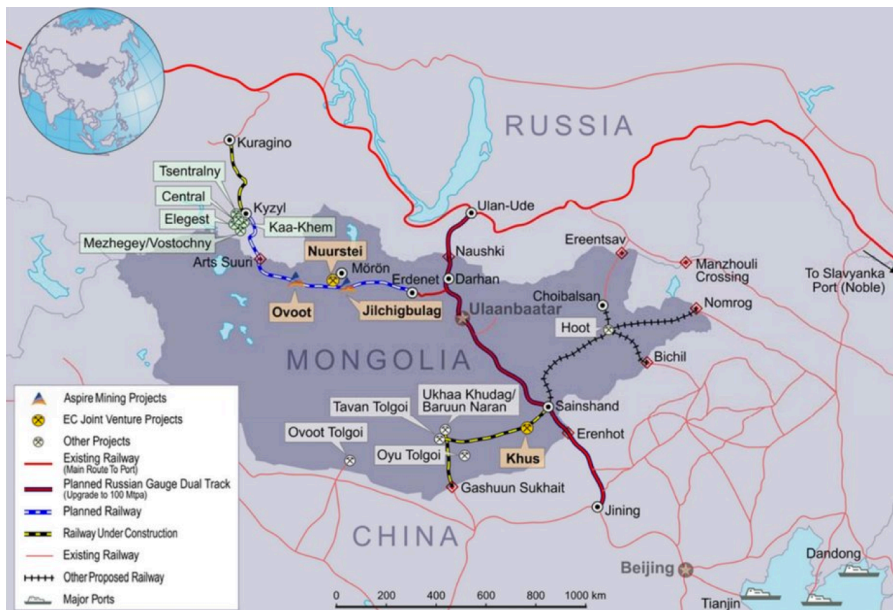 RUSSIA
Kuragino
Tsentralny
Central
Elegest
Mezhegey/Vostochny
Kyzyl
Kaa-Khem
Arts Suuri
Nuurstei
Mörön
Ovoot
Jilchigbulag
Erdenet
Ulan-Ude
Naushki
Darhan
Ulaanbaatar
Ereentsav
Manzhouli
Crossing
To Slavyanka
Port (Noble)
Choibalsan
Nomrog
Hoot
Bichil
MONGOLIA
Ukhaa Khudag/
Baruun Naran
Tavan Tolgoi
Ovoot Tolgoi
Oyu Tolgoi
Sainshand
Khus
Erenhot
Gashuun Sukhait
CHINA
Jining
Beijing
Dandong
Tianjin
Aspire Mining Projects
EC Joint Venture Projects
Other Projects
Existing Railway
(Main Route To Port)
Planned Russian Gauge Dual Track
(Upgrade to 100 Mtpa)
Planned Railway
Railway Under Construction
Existing Railway
Other Proposed Railway
Major Ports
0 200 400 600 800 1000 km